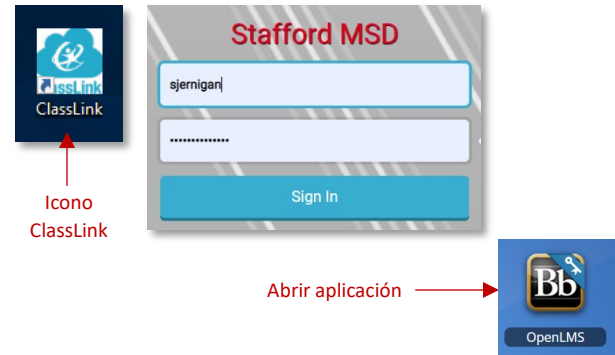 Stafford MSD
sjernigan
••••••••••••••
Sign In
ClassLink
ClassLink
Icono
ClassLink
Abrir aplicación
Bb
OpenLMS